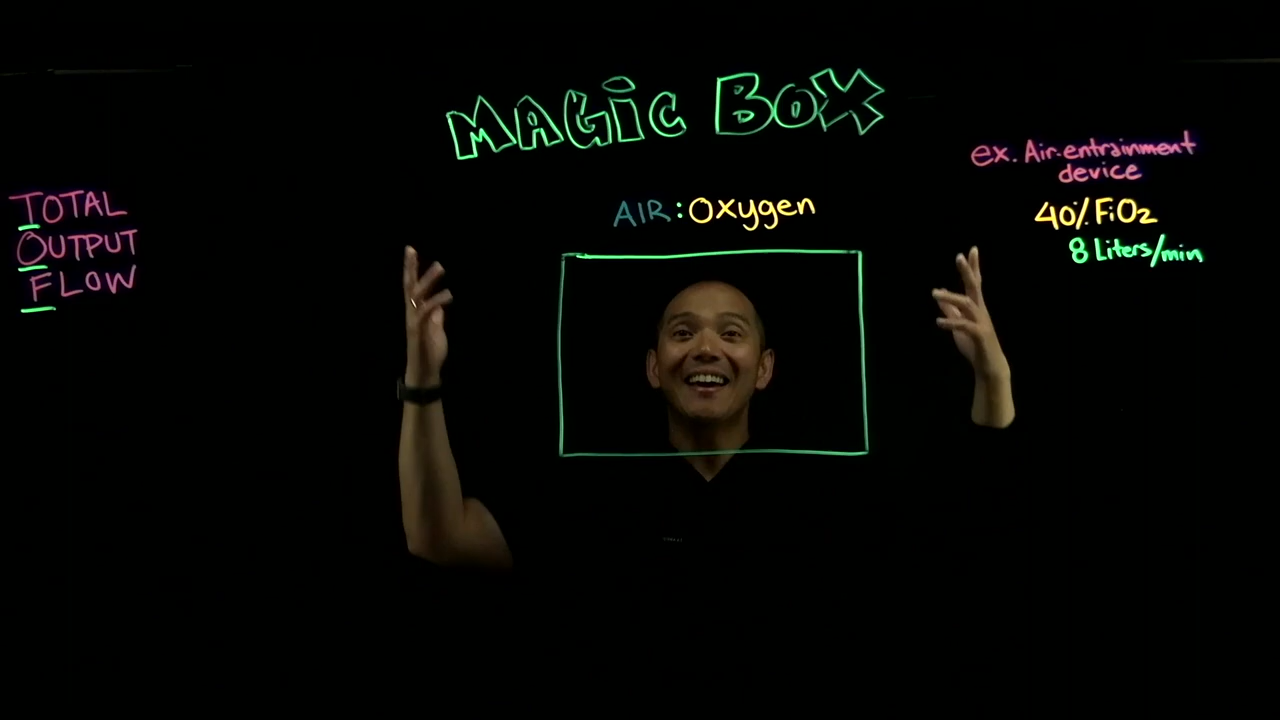 MAGIC BOX
TOTAL
OUTPUT
FLOW
AIR:Oxygen
ex. Air-entrainment
device
40% FiO2
8 Liters/min